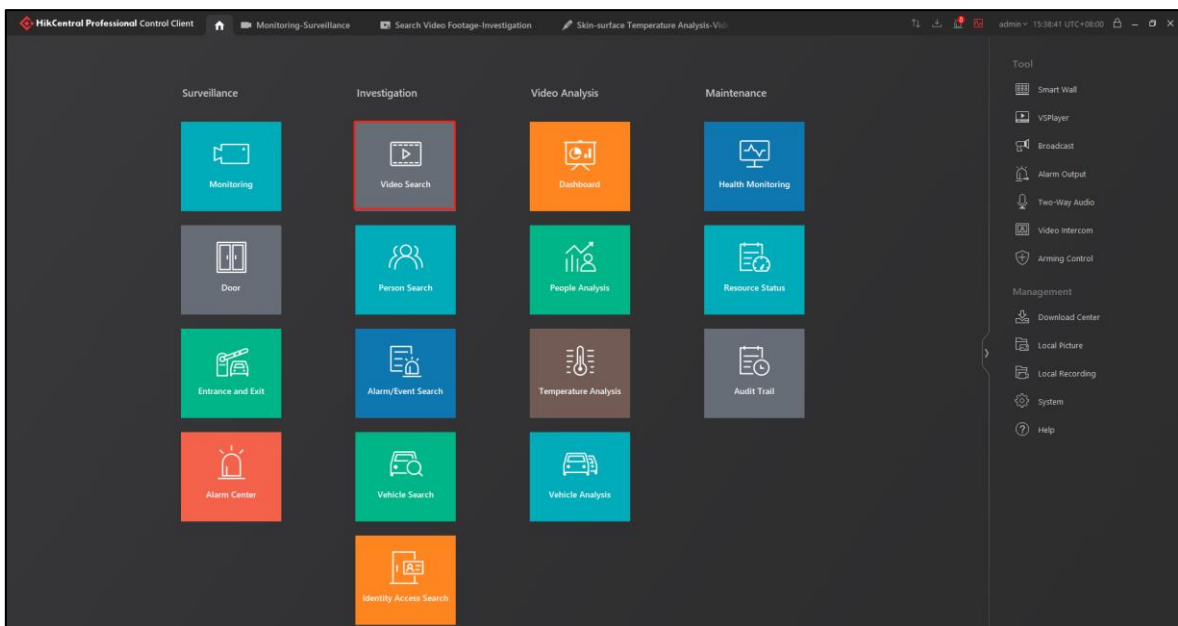 HikCentral Professional Control Client
Monitoring-Surveillance
Search Video Footage-Investigation
Skin-surface Temperature Analysis-Vid
admin 15:38:41 UTC+08:00
Surveillance
Investigation
Video Analysis
Maintenance
Monitoring
Video Search
Dashboard
Health Monitoring
Door
Person Search
People Analysis
Resource Status
Entrance and Exit
Alarm/Event Search
Temperature Analysis
Audit Trail
Alarm Center
Vehicle Search
Vehicle Analysis
Identity Access Search
Tool
Smart Wall
VSPlayer
Broadcast
Alarm Output
Two-Way Audio
Video Intercom
Arming Control
Management
Download Center
Local Picture
Local Recording
System
Help